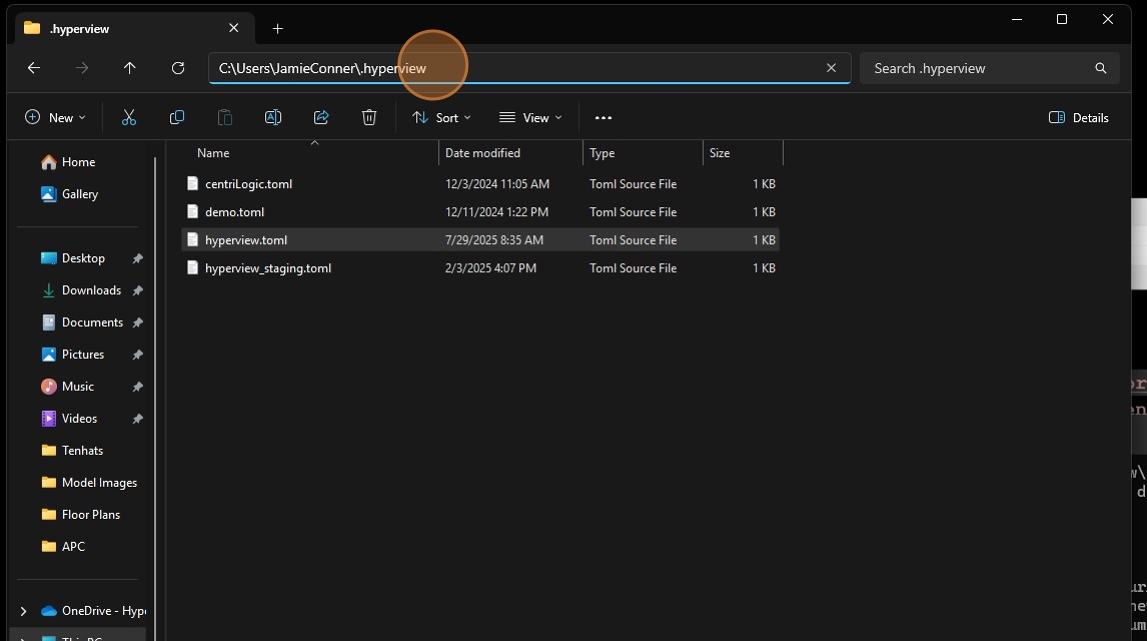 .hyperview
C:\Users\JamieConner\.hyperview
Search .hyperview
New
Sort
View
Details
Name Date modified Type Size
centriLogic.toml 12/3/2024 11:05 AM Toml Source File 1 KB
demo.toml 12/11/2024 1:22 PM Toml Source File 1 KB
hyperview.toml 7/29/2025 8:35 AM Toml Source File 1 KB
hyperview_staging.toml 2/3/2025 4:07 PM Toml Source File 1 KB
Home
Gallery
Desktop
Downloads
Documents
Pictures
Music
Videos
Tenhats
Model Images
Floor Plans
APC
OneDrive - Hype
This PC